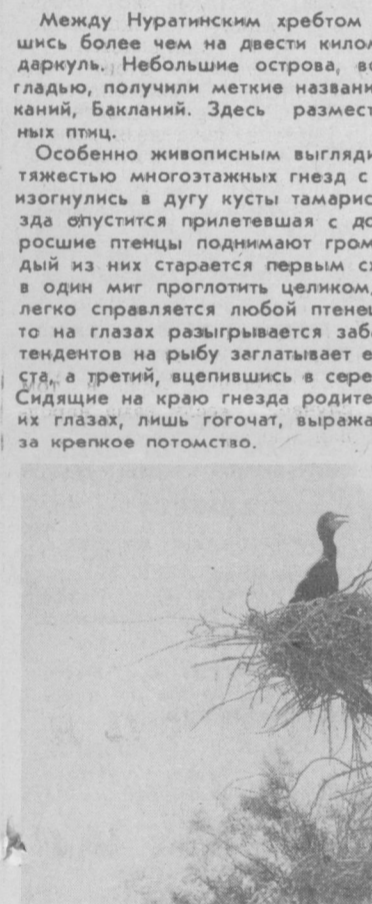 Между Нуратинским хребтом
шись более чем на двести килом
даркуль. Небольшие острова, во
гладью, получили меткие названи
каний, Бакланий. Здесь размест
ных птиц.
Особенно живописным выгляди
тяжестью многоэтажных гнезд с
изогнулись в дугу кусты тамарис
зда опустится прилетевшая с до
росшие птенцы поднимают гром
дый из них старается первым сх
в один миг проглотить целиком,
легко справляется любой птенец
то на глазах разыгрывается заба
тендентов на рыбу заглатывает е
ста, а третий, вцепившись в сере
Сидящие на краю гнезда родите
их глазах, лишь гогочат, выража
за крепкое потомство.